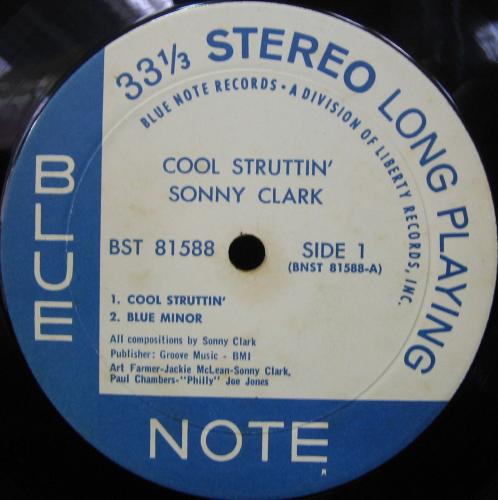 33⅓ STEREO LONG PLAYING
BLUE NOTE RECORDS • A DIVISION OF LIBERTY RECORDS, INC.
COOL STRUTTIN'
SONNY CLARK
BST 81588
SIDE 1
(BNST 81588-A)
1. COOL STRUTTIN'
2. BLUE MINOR
All compositions by Sonny Clark
Publisher: Groove Music - BMI
Art Farmer-Jackie McLean-Sonny Clark,
Paul Chambers-"Philly" Joe Jones
BLUE
NOTE